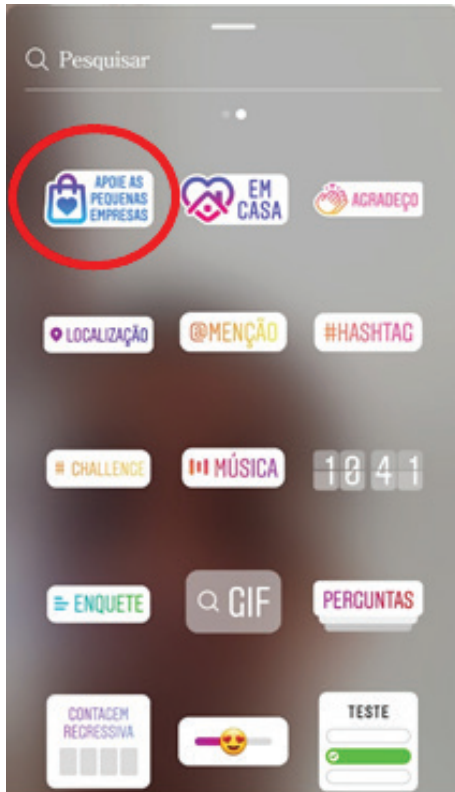 Pesquisar
APOIE AS
PEQUENAS
EMPRESAS
EM
CASA
AGRADEÇO
LOCALIZAÇÃO
@MENÇÃO
#HASHTAG
# CHALLENGE
MÚSICA
10 41
ENQUETE
GIF
PERGUNTAS
CONTAGEM
REGRESSIVA
TESTE